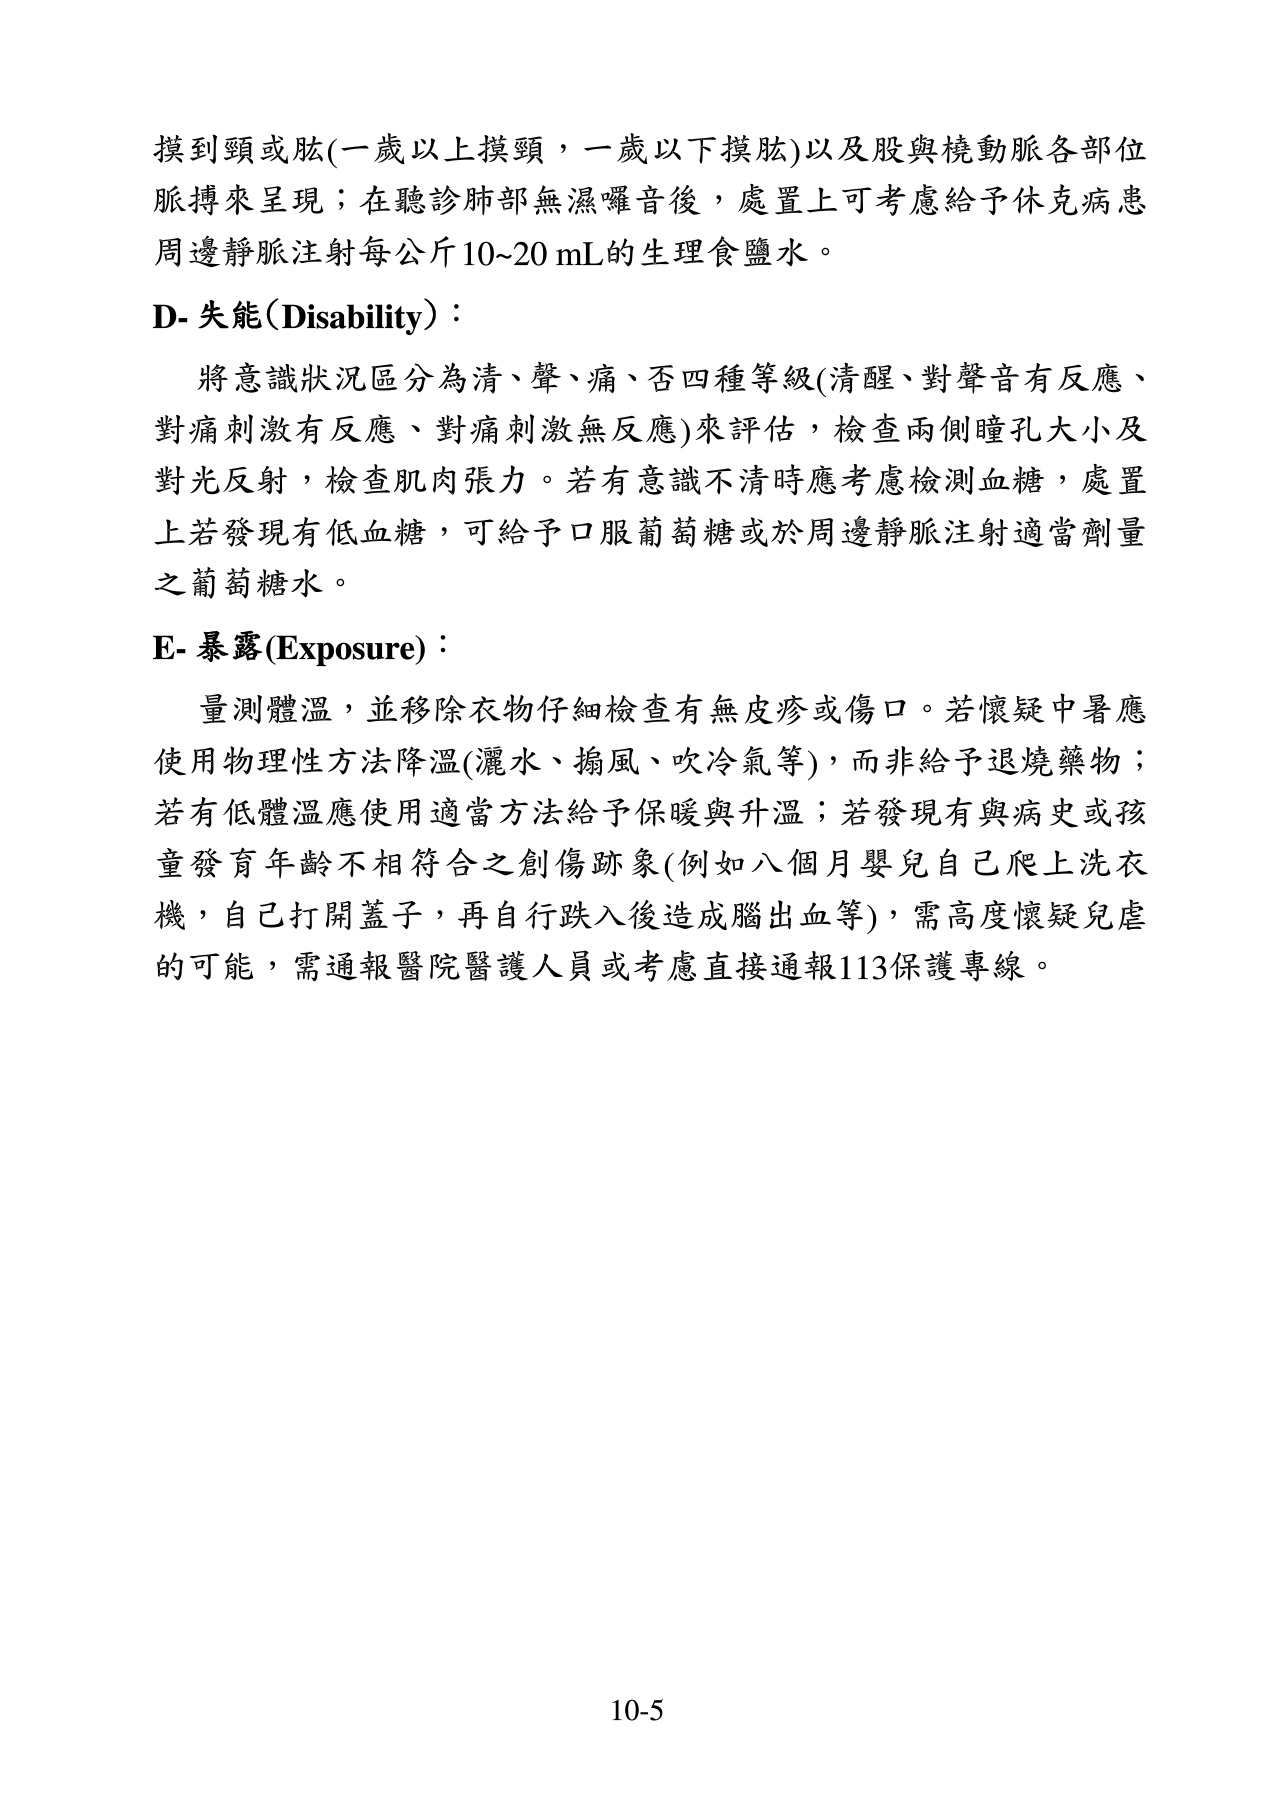 摸到頸或肱(一歲以上摸頸，一歲以下摸肱)以及股與橈動脈各部位
脈搏來呈現；在聽診肺部無濕囉音後，處置上可考慮給予休克病患
周邊靜脈注射每公斤10~20 mL的生理食鹽水。
D- 失能（Disability）：
將意識狀況區分為清、聲、痛、否四種等級(清醒、對聲音有反應、
對痛刺激有反應、對痛刺激無反應)來評估，檢查兩側瞳孔大小及
對光反射，檢查肌肉張力。若有意識不清時應考慮檢測血糖，處置
上若發現有低血糖，可給予口服葡萄糖或於周邊靜脈注射適當劑量
之葡萄糖水。
E- 暴露(Exposure)：
量測體溫，並移除衣物仔細檢查有無皮疹或傷口。若懷疑中暑應
使用物理性方法降溫(灑水、搧風、吹冷氣等)，而非給予退燒藥物；
若有低體溫應使用適當方法給予保暖與升溫；若發現有與病史或孩
童發育年齡不相符合之創傷跡象(例如八個月嬰兒自己爬上洗衣
機，自己打開蓋子，再自行跌入後造成腦出血等)，需高度懷疑兒虐
的可能，需通報醫院醫護人員或考慮直接通報113保護專線。
10-5